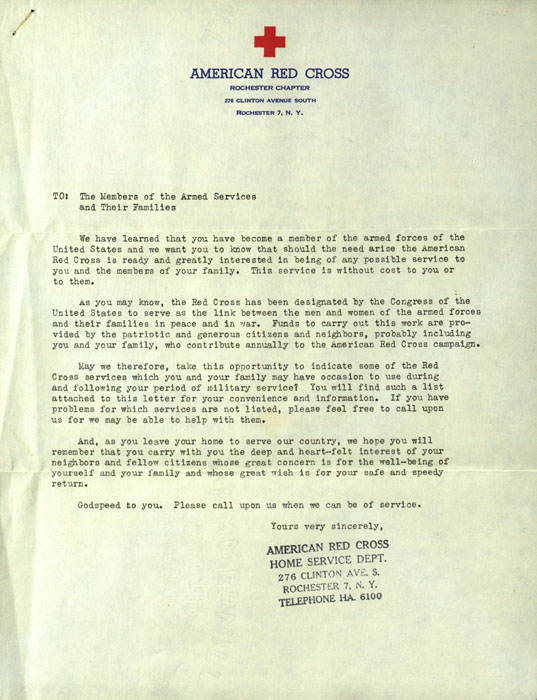 AMERICAN RED CROSS
ROCHESTER CHAPTER
276 CLINTON AVENUE SOUTH
ROCHESTER 7, N. Y.
TO: The Members of the Armed Services
and Their Families
We have learned that you have become a member of the armed forces of the
United States and we want you to know that should the need arise the American
Red Cross is ready and greatly interested in being of any possible service to
you and the members of your family. This service is without cost to you or
to them.
As you may know, the Red Cross has been designated by the Congress of the
United States to serve as the link between the men and women of the armed forces
and their families in peace and in war. Funds to carry out this work are pro-
vided by the patriotic and generous citizens and neighbors, probably including
you and your family, who contribute annually to the American Red Cross campaign.
May we therefore, take this opportunity to indicate some of the Red
Cross services which you and your family may have occasion to use during
and following your period of military service? You will find such a list
attached to this letter for your convenience and information. If you have
problems for which services are not listed, please feel free to call upon
us for we may be able to help with them.
And, as you leave your home to serve our country, we hope you will
remember that you carry with you the deep and heart-felt interest of your
neighbors and fellow citizens whose great concern is for the well-being of
yourself and your family and whose great wish is for your safe and speedy
return.
Godspeed to you. Please call upon us when we can be of service.
Yours very sincerely,
AMERICAN RED CROSS
HOME SERVICE DEPT.
276 CLINTON AVE. S.
ROCHESTER 7, N. Y.
TELEPHONE HA. 6100